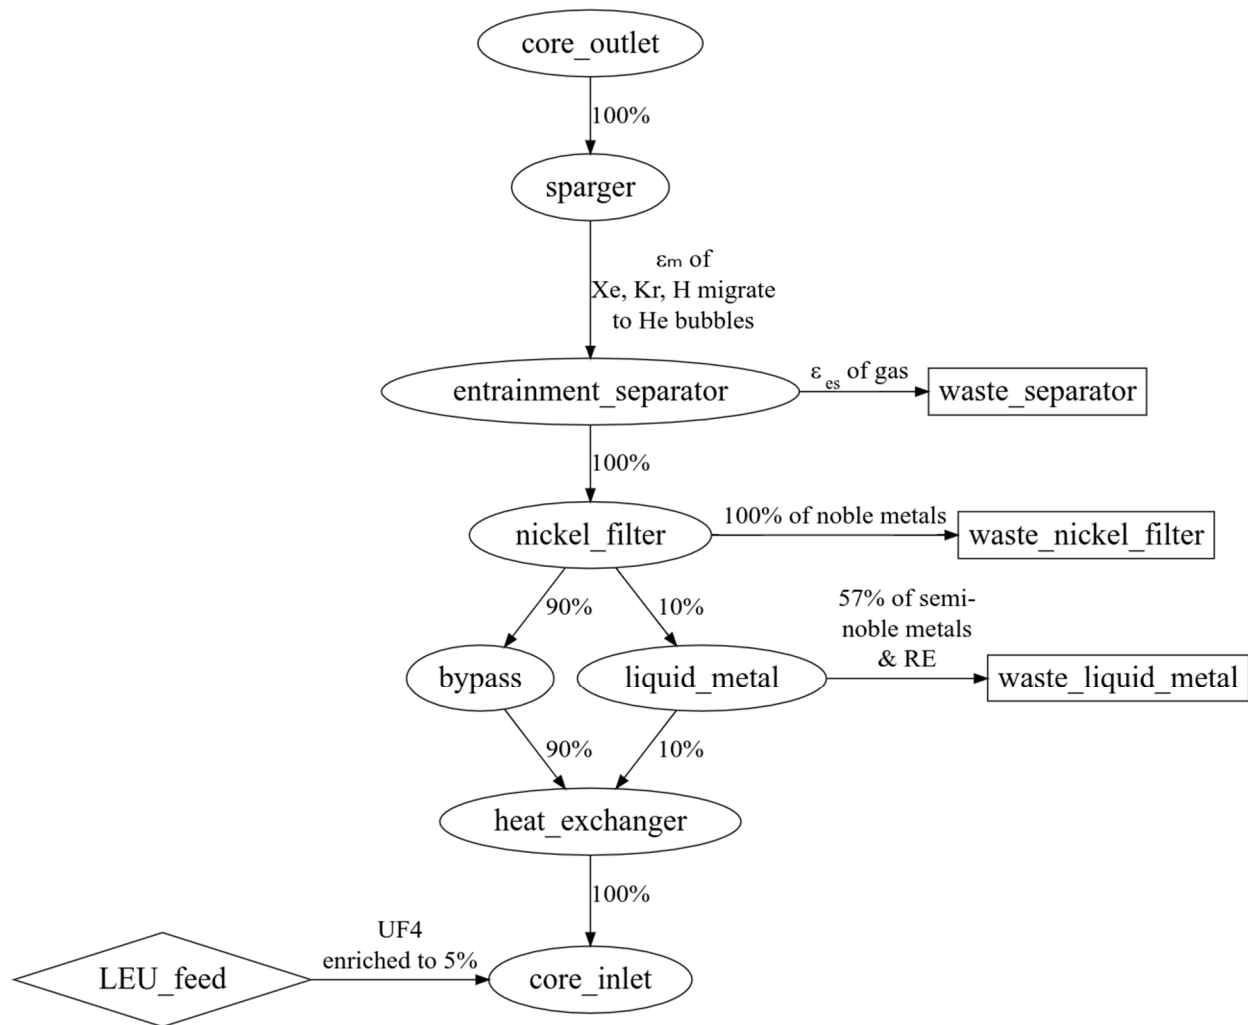 core_outlet
100%
sparger
εₘ of
Xe, Kr, H migrate
to He bubbles
entrainment_separator
ε_es of gas
waste_separator
100%
nickel_filter
100% of noble metals
waste_nickel_filter
90%
10%
57% of semi-
noble metals
& RE
bypass
liquid_metal
waste_liquid_metal
90%
10%
heat_exchanger
100%
LEU_feed
UF4
enriched to 5%
core_inlet